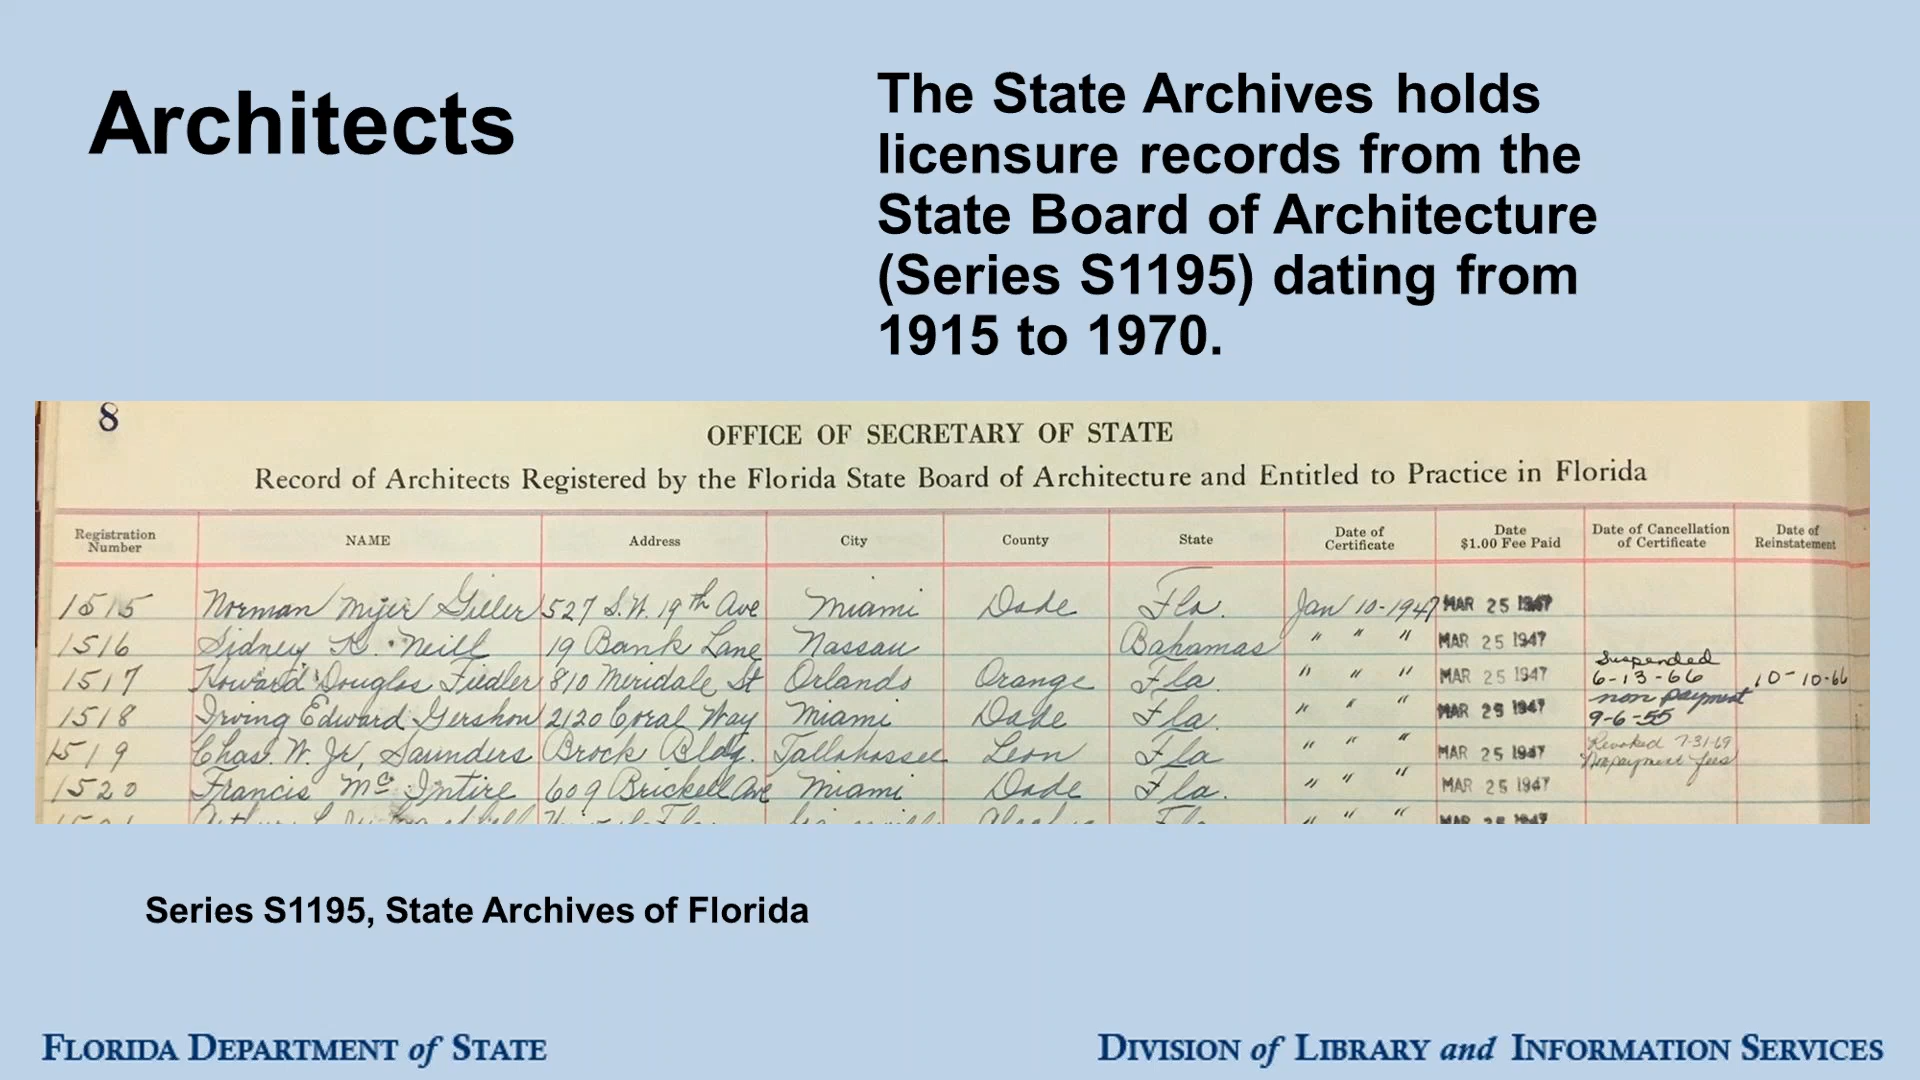 Architects
The State Archives holds
licensure records from the
State Board of Architecture
(Series S1195) dating from
1915 to 1970.
8
OFFICE OF SECRETARY OF STATE
Record of Architects Registered by the Florida State Board of Architecture and Entitled to Practice in Florida
Registration Number NAME Address City County State Date of Certificate Date $1.00 Fee Paid Date of Cancellation of Certificate Date of Reinstatement
1515 Norman Myer Giller 527 S.W. 19th Ave Miami Dade Fla. Jan 10-1947 MAR 25 1947
1516 Sidney K. Neill 19 Bank Lane Nassau Bahamas " " " MAR 25 1947
1517 Howard Douglas Fiedler 810 Meridale St Orlando Orange Fla. " " " MAR 25 1947 Suspended 6-13-66 10-10-66
1518 Irving Edward Gershon 2120 Coral Way Miami Dade Fla. " " " MAR 25 1947 non payment 9-6-55
1519 Chas. W. Jr, Saunders Brock Bldg. Tallahassee Leon Fla " " " MAR 25 1947 Revoked 7-31-69 Nonpayment fees
1520 Francis Mc Intire 609 Brickell Ave Miami Dade Fla. " " " MAR 25 1947
Series S1195, State Archives of Florida
FLORIDA DEPARTMENT of STATE
DIVISION of LIBRARY and INFORMATION SERVICES